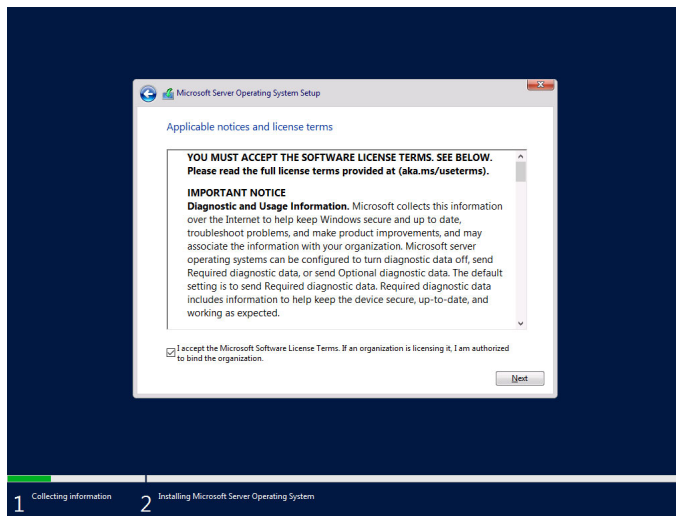 Microsoft Server Operating System Setup
Applicable notices and license terms
YOU MUST ACCEPT THE SOFTWARE LICENSE TERMS. SEE BELOW.
Please read the full license terms provided at (aka.ms/useterms).
IMPORTANT NOTICE
Diagnostic and Usage Information. Microsoft collects this information
over the Internet to help keep Windows secure and up to date,
troubleshoot problems, and make product improvements, and may
associate the information with your organization. Microsoft server
operating systems can be configured to turn diagnostic data off, send
Required diagnostic data, or send Optional diagnostic data. The default
setting is to send Required diagnostic data. Required diagnostic data
includes information to help keep the device secure, up-to-date, and
working as expected.
I accept the Microsoft Software License Terms. If an organization is licensing it, I am authorized
to bind the organization.
Next
1 Collecting information
2 Installing Microsoft Server Operating System